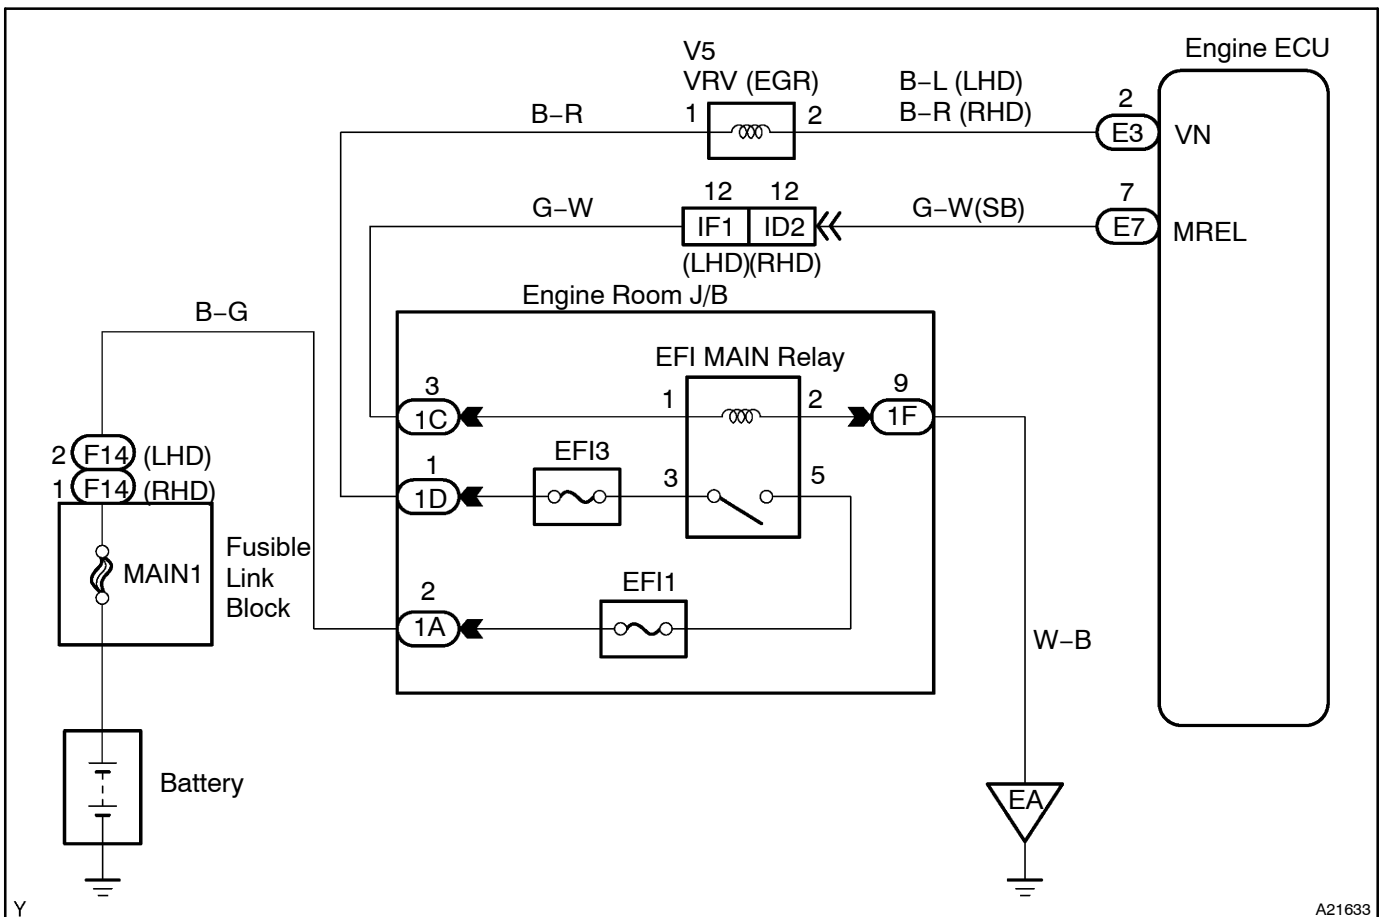 V5
Engine ECU
VRV (EGR)
B−L (LHD)
B−R
1
2
B−R (RHD)
2
E3
VN
12
12
7
G−W
IF1
ID2
G−W(SB)
E7
MREL
(LHD)(RHD)
Engine Room J/B
B−G
EFI MAIN Relay
3
1
2
9
1C
1F
2
F14
(LHD)
EFI3
1
3
5
1
F14
(RHD)
1D
Fusible
Link
Block
MAIN1
EFI1
2
1A
W−B
Battery
EA
Y
A21633